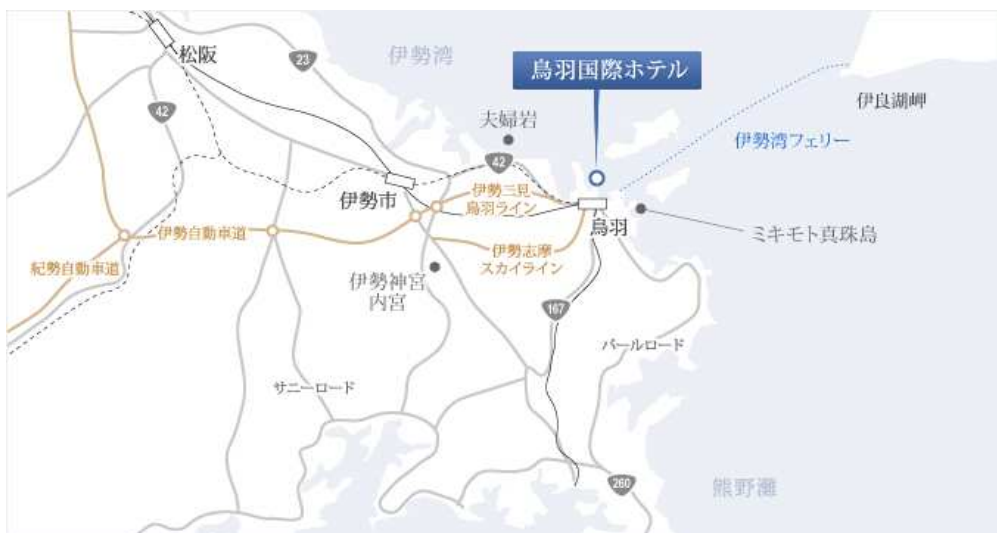 松阪
23
伊勢湾
鳥羽国際ホテル
42
夫婦岩
伊良湖岬
伊勢湾フェリー
42
伊勢市
伊勢二見
鳥羽ライン
鳥羽
ミキモト真珠島
伊勢自動車道
紀勢自動車道
伊勢志摩
スカイライン
伊勢神宮
内宮
167
パールロード
サニーロード
260
熊野灘